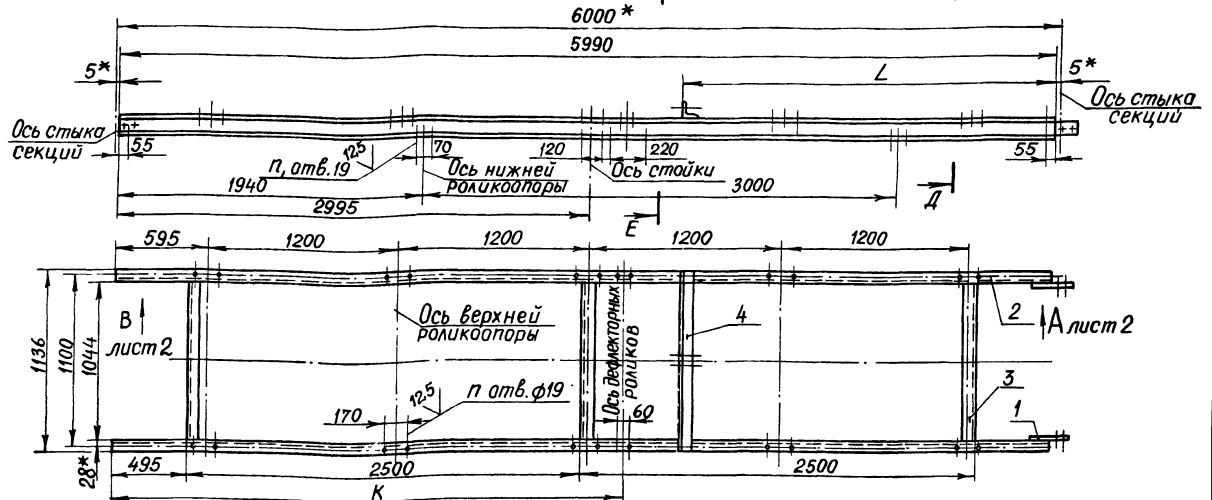 6000*
5990
5*
L
5*
Ось стыка
секций
Ось стыка
секций
55
n, отв.19
12,5
70
Ось нижней
роликоопоры
120
220
Ось стойки
55
1940
3000
2995
Е
Д
595
1200
1200
1200
1200
1136
1100
1044
В
лист 2
Ось верхней
роликоопоры
Ось дефлекторных
роликов
4
2
А лист 2
170
12,5
n отв. ф19
60
3
1
28*
495
2500
2500
К